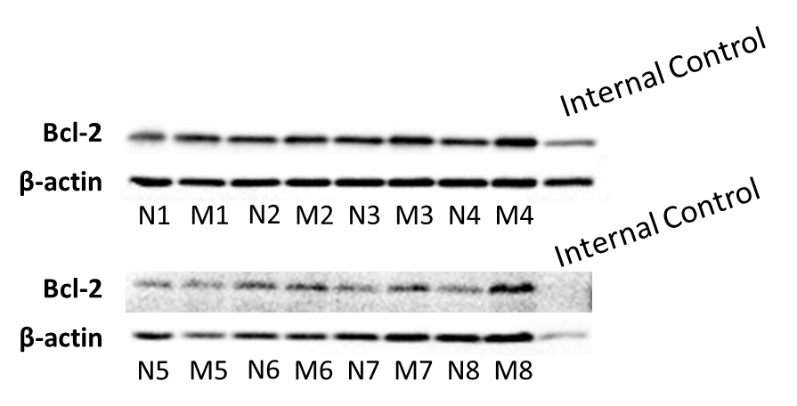 Internal Control
Bcl-2
β-actin
N1 M1 N2 M2 N3 M3 N4 M4
Internal Control
Bcl-2
β-actin
N5 M5 N6 M6 N7 M7 N8 M8